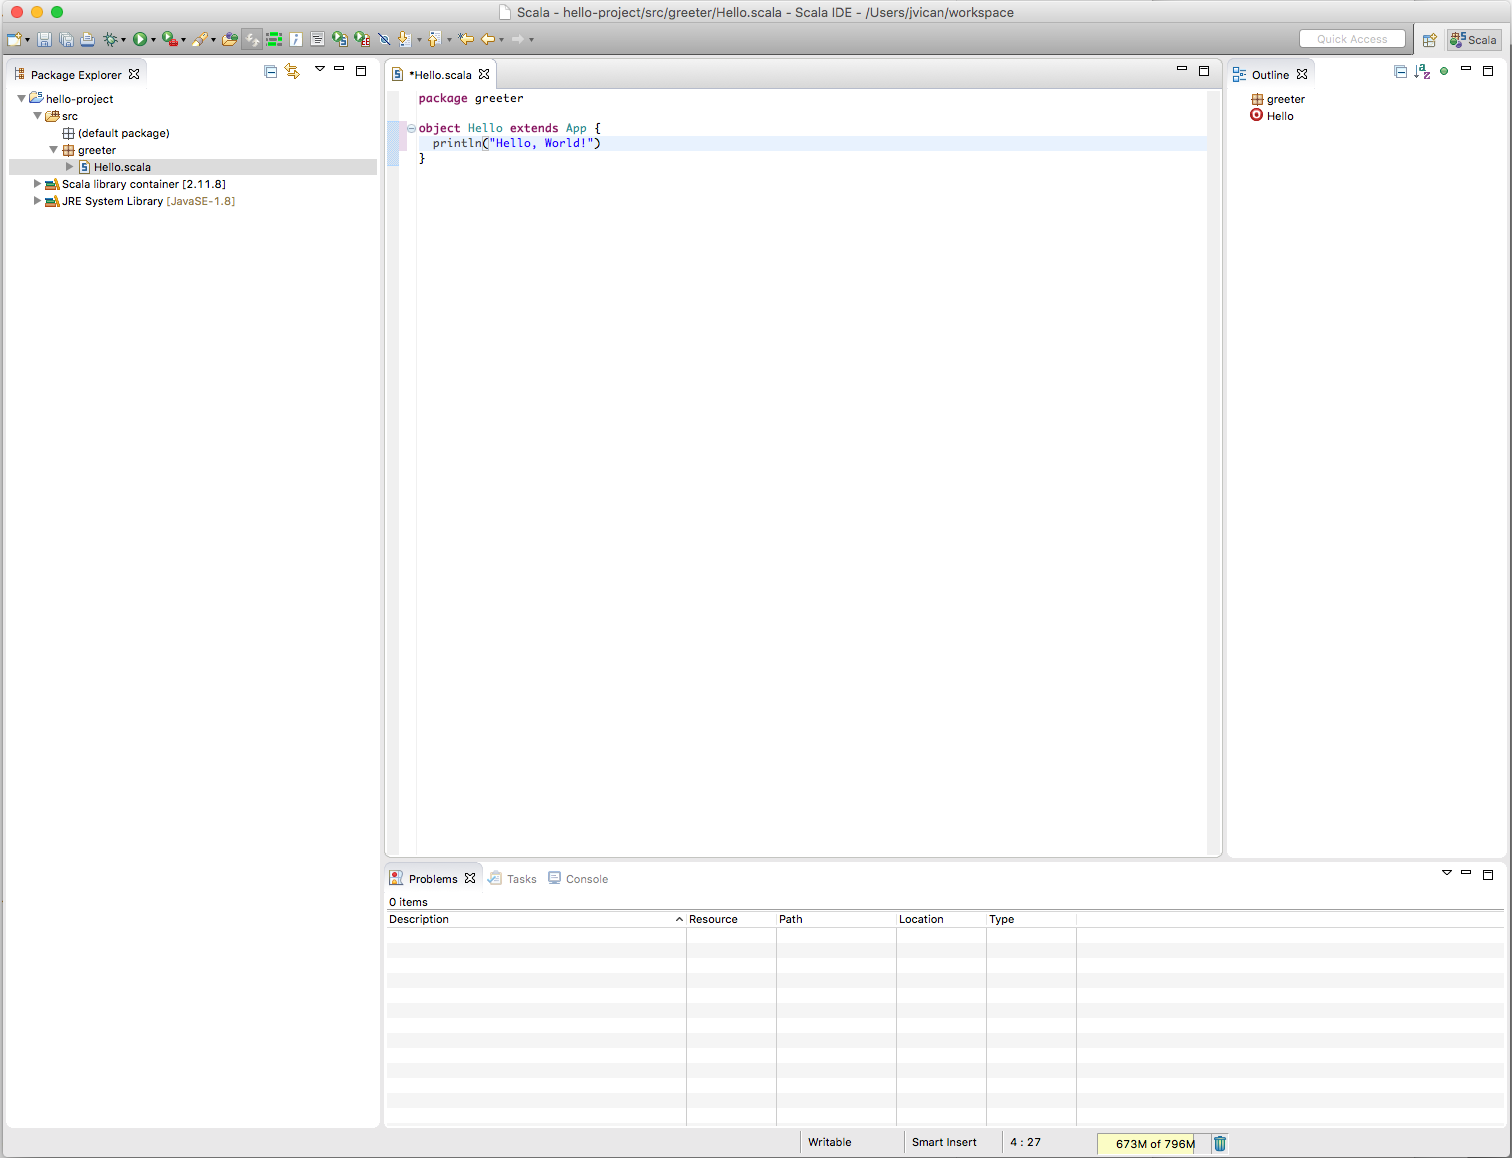 Scala - hello-project/src/greeter/Hello.scala - Scala IDE - /Users/jvican/workspace
Quick Access
Scala
Package Explorer
hello-project
src
(default package)
greeter
Hello.scala
Scala library container [2.11.8]
JRE System Library [JavaSE-1.8]
*Hello.scala
package greeter
object Hello extends App {
println("Hello, World!")
}
Outline
greeter
Hello
Problems Tasks Console
0 items
Description Resource Path Location Type
Writable Smart Insert 4 : 27 673M of 796M